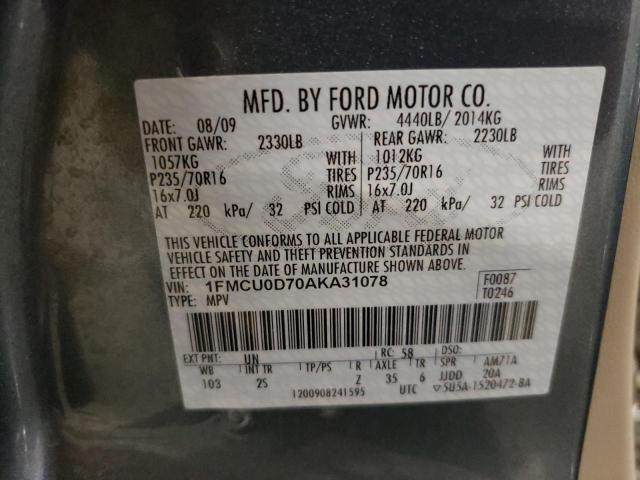 MFD. BY FORD MOTOR CO.
DATE: 08/09 GVWR: 4440LB/ 2014KG
FRONT GAWR: 2330LB REAR GAWR: 2230LB
1057KG WITH 1012KG WITH
P235/70R16 TIRES P235/70R16 TIRES
16x7.0J RIMS 16x7.0J RIMS
AT 220 kPa/ 32 PSI COLD AT 220 kPa/ 32 PSI COLD
THIS VEHICLE CONFORMS TO ALL APPLICABLE FEDERAL MOTOR
VEHICLE SAFETY AND THEFT PREVENTION STANDARDS IN
EFFECT ON THE DATE OF MANUFACTURE SHOWN ABOVE.
VIN: 1FMCU0D70AKA31078 F0087
TYPE: MPV T0246
EXT PNT: UN RC: 58 DSO:
WB INT TR TP/PS R AXLE TR SPR AM71A
103 2S Z 35 6 JJDD 20A
1200908241595 UTC ▽5U5A-1520472-BA